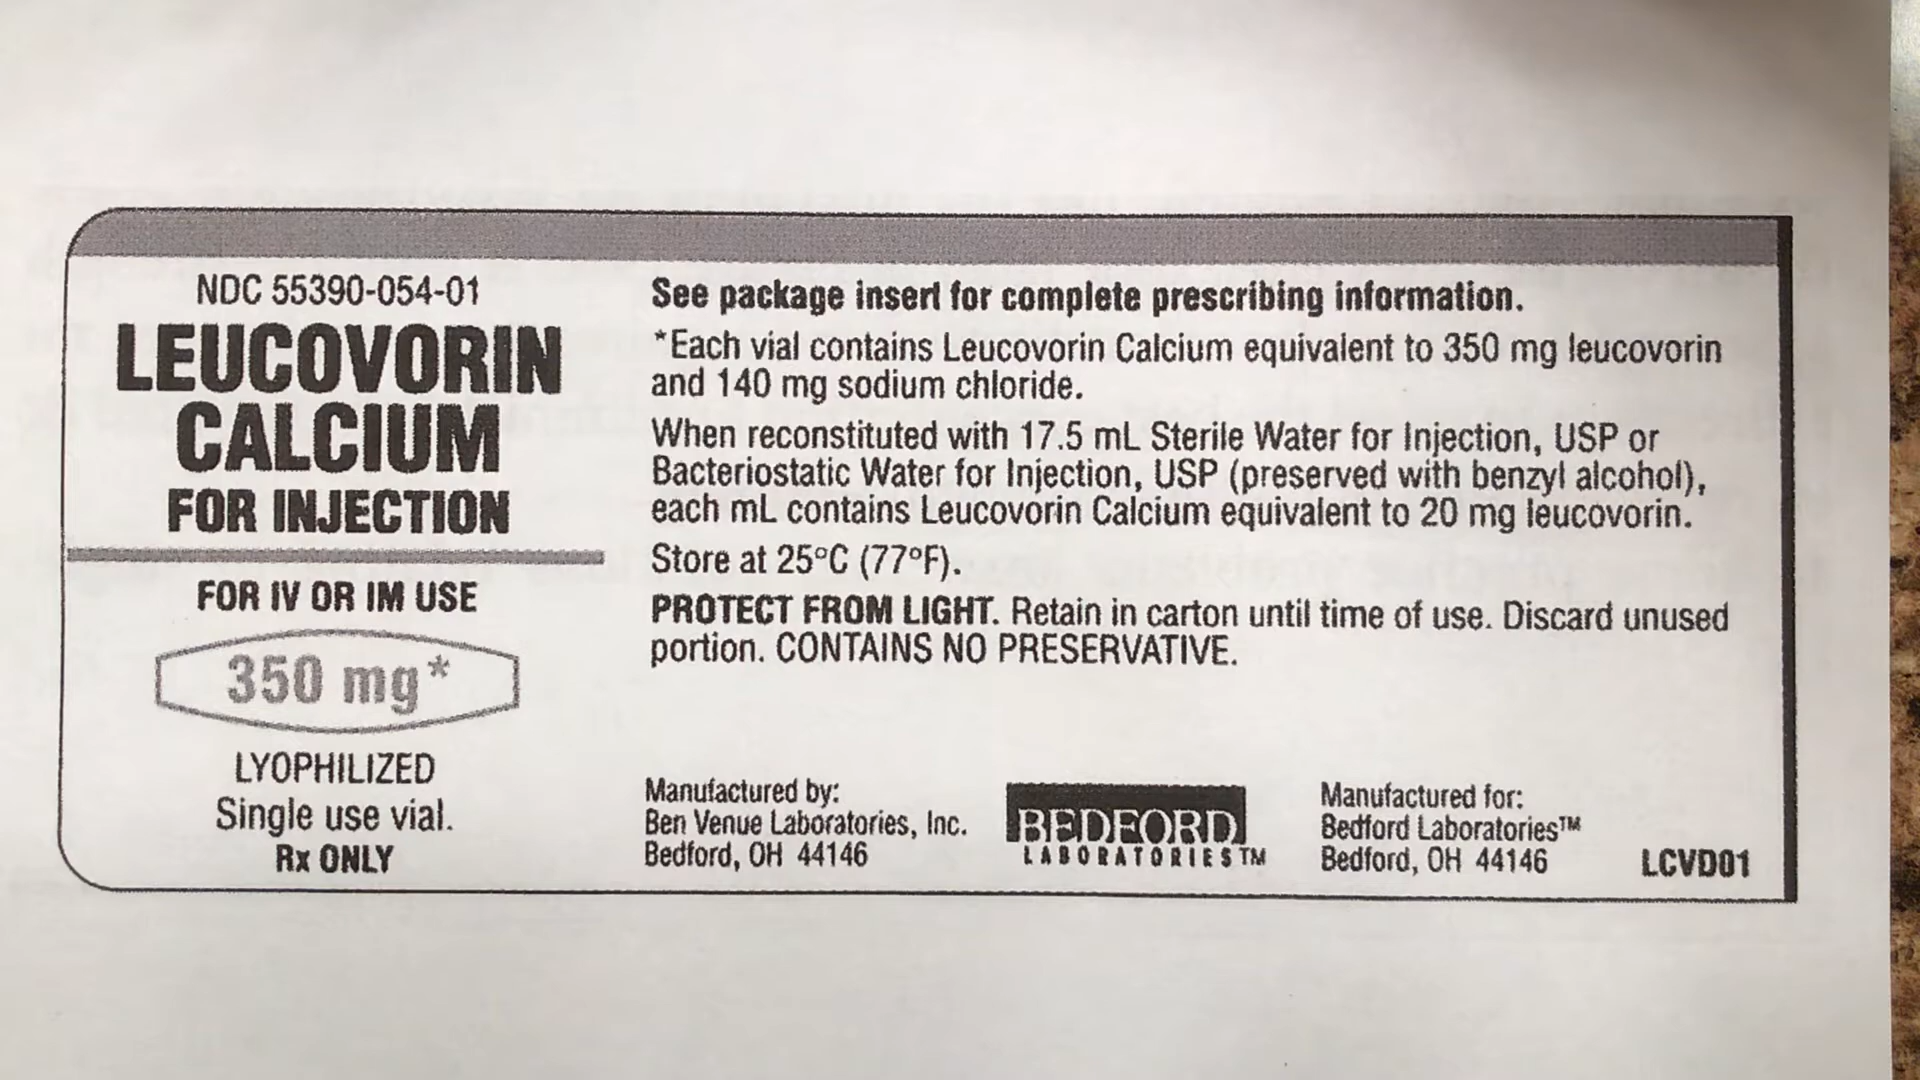 NDC 55390-054-01
LEUCOVORIN
CALCIUM
FOR INJECTION
FOR IV OR IM USE
350 mg*
LYOPHILIZED
Single use vial.
Rx ONLY
See package insert for complete prescribing information.
*Each vial contains Leucovorin Calcium equivalent to 350 mg leucovorin
and 140 mg sodium chloride.
When reconstituted with 17.5 mL Sterile Water for Injection, USP or
Bacteriostatic Water for Injection, USP (preserved with benzyl alcohol),
each mL contains Leucovorin Calcium equivalent to 20 mg leucovorin.
Store at 25°C (77°F).
PROTECT FROM LIGHT. Retain in carton until time of use. Discard unused
portion. CONTAINS NO PRESERVATIVE.
Manufactured by:
Ben Venue Laboratories, Inc.
Bedford, OH 44146
BEDFORD
LABORATORIES™
Manufactured for:
Bedford Laboratories™
Bedford, OH 44146
LCVD01